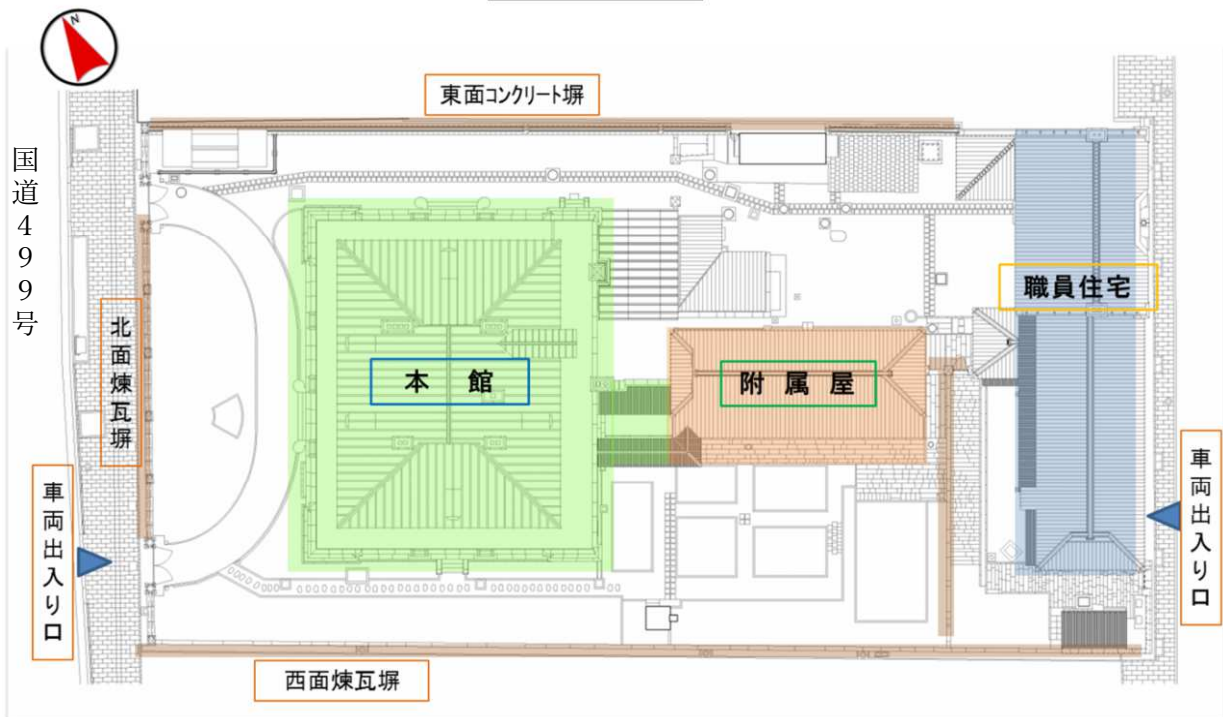 N
東面コンクリート塀
国道499号
職員住宅
北面煉瓦塀
本館
附属屋
車両出入り口
車両出入り口
西面煉瓦塀